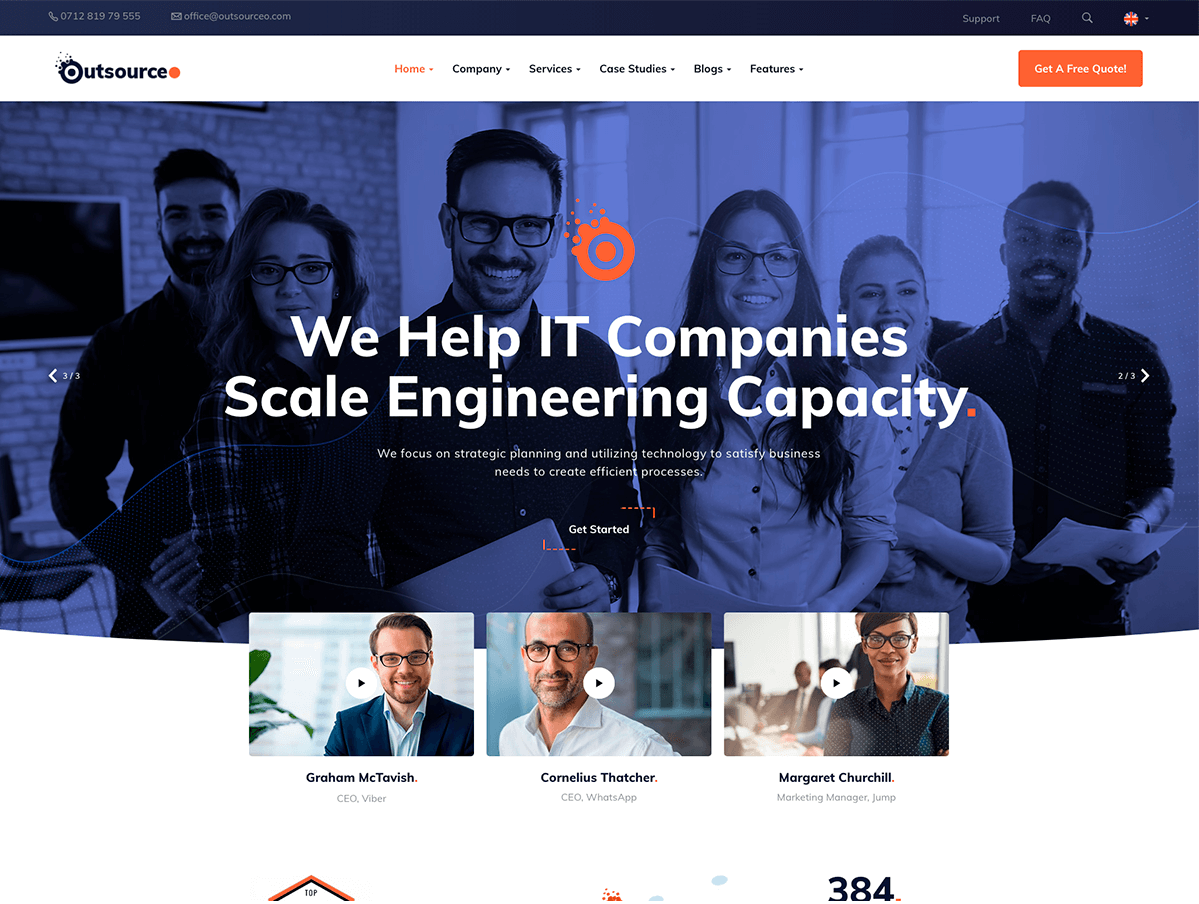 0712 819 79 555
office@outsourceo.com
Support
FAQ
Outsourceo
Home
Company
Services
Case Studies
Blogs
Features
Get A Free Quote!
We Help IT Companies
Scale Engineering Capacity.
3 / 3
2 / 3
We focus on strategic planning and utilizing technology to satisfy business
needs to create efficient processes.
Get Started
Graham McTavish.
Cornelius Thatcher.
Margaret Churchill.
CEO, Viber
CEO, WhatsApp
Marketing Manager, Jump
TOP
384.